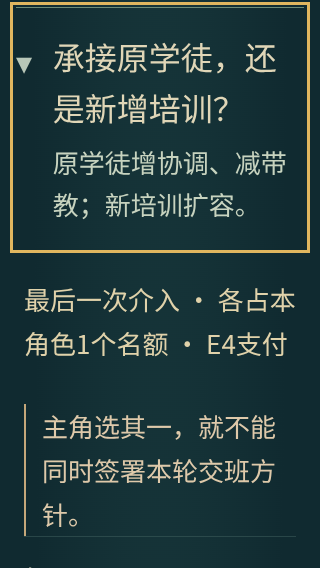 ▼ 承接原学徒，还
是新增培训？
原学徒增协调、减带
教；新培训扩容。
最后一次介入 · 各占本
角色1个名额 · E4支付
主角选其一，就不能
同时签署本轮交班方
针。